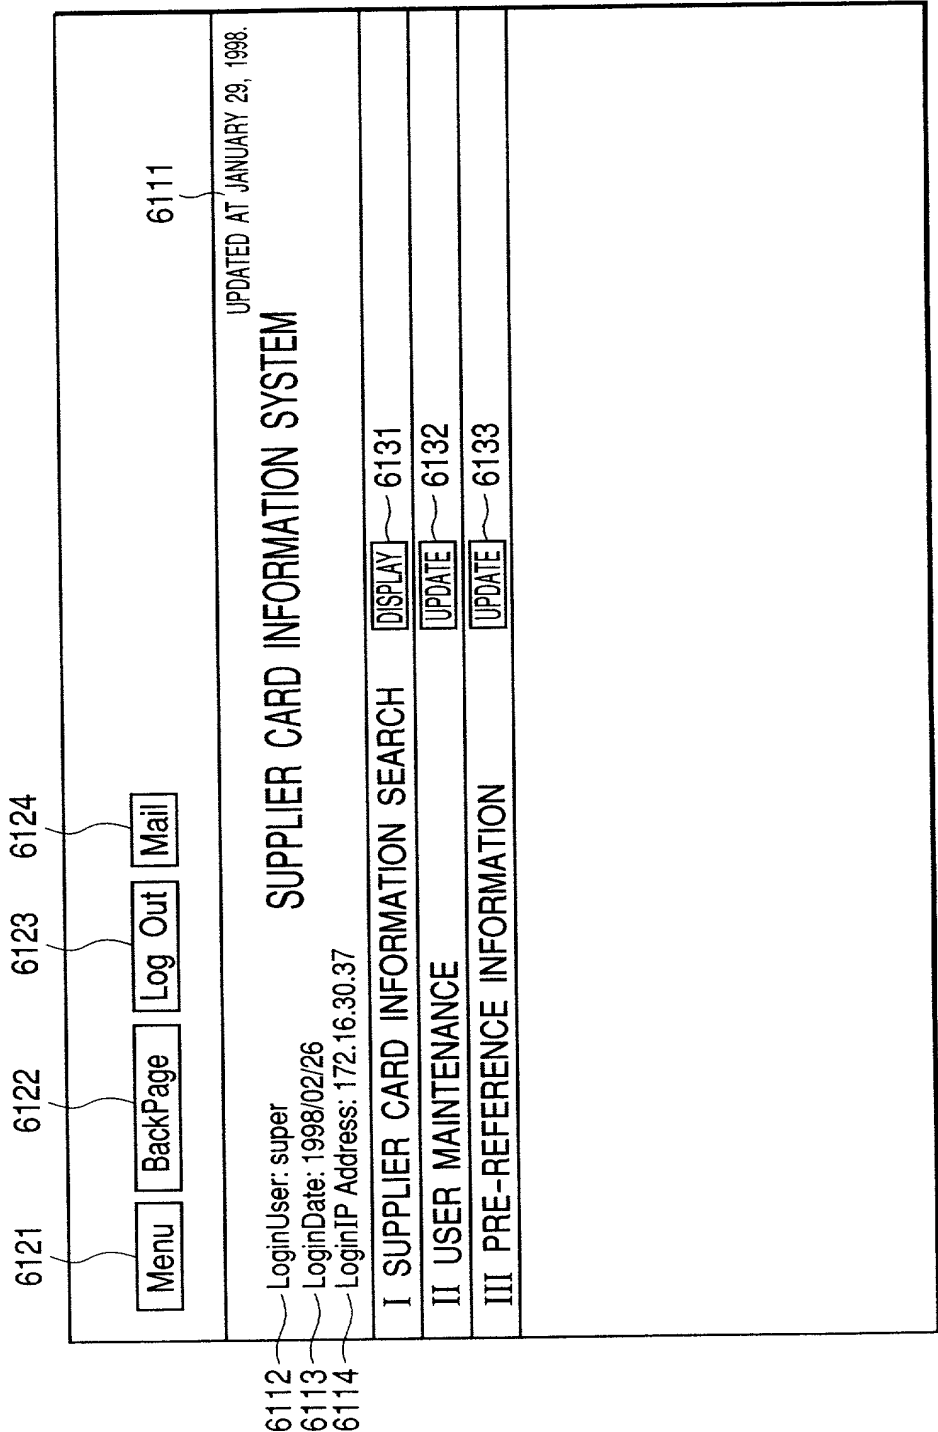 6121 6122 6123 6124
Menu BackPage Log Out Mail
6111
UPDATED AT JANUARY 29, 1998.
SUPPLIER CARD INFORMATION SYSTEM
6112 LoginUser: super
6113 LoginDate: 1998/02/26
6114 LoginIP Address: 172.16.30.37
I SUPPLIER CARD INFORMATION SEARCH DISPLAY 6131
II USER MAINTENANCE UPDATE 6132
III PRE-REFERENCE INFORMATION UPDATE 6133